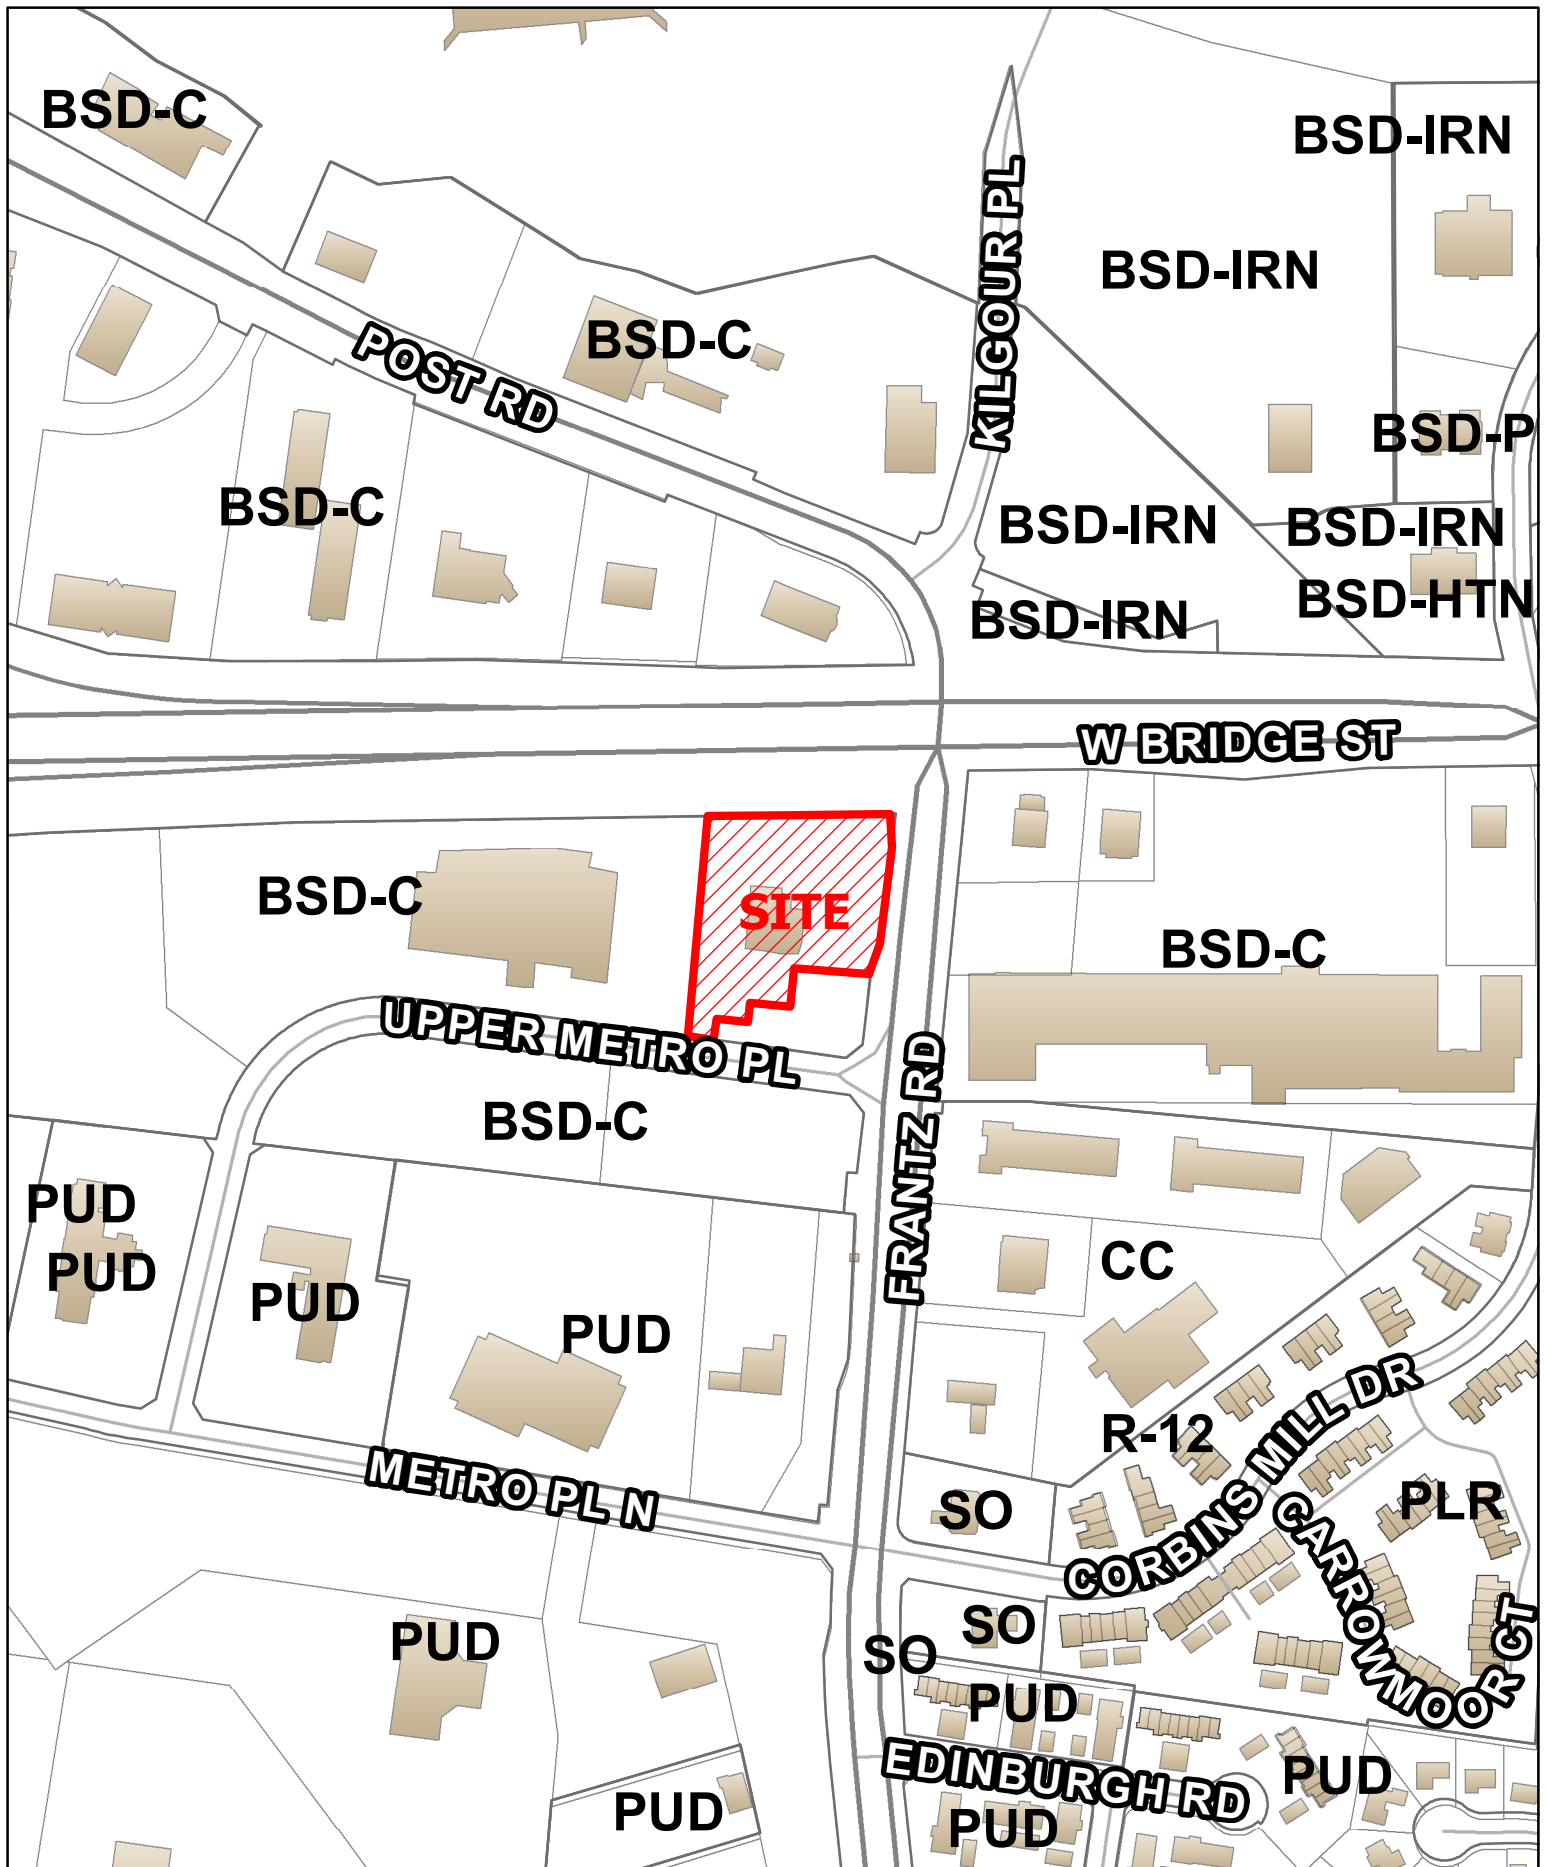 BSD-C
BSD-IRN
KILGOUR PL
BSD-IRN
POST RD
BSD-C
BSD-P
BSD-C
BSD-IRN
BSD-IRN
BSD-HTN
BSD-IRN
W BRIDGE ST
BSD-C
SITE
BSD-C
UPPER METRO PL
FRANTZ RD
BSD-C
PUD
PUD
PUD
CC
PUD
R-12
CORBINS MILL DR
METRO PL N
SO
PLR
CARROWMOOR CT
SO
SO
PUD
PUD
EDINBURGH RD
PUD
PUD
PUD